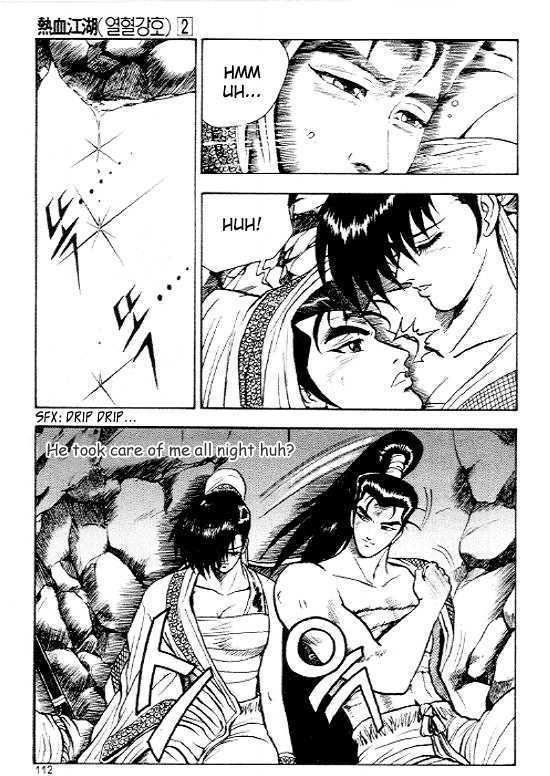 熱血江湖(열혈강호) 2
HMM
UH...
뚝
HUH!
뚝
SFX: DRIP DRIP...
He took care of me all night huh?
112